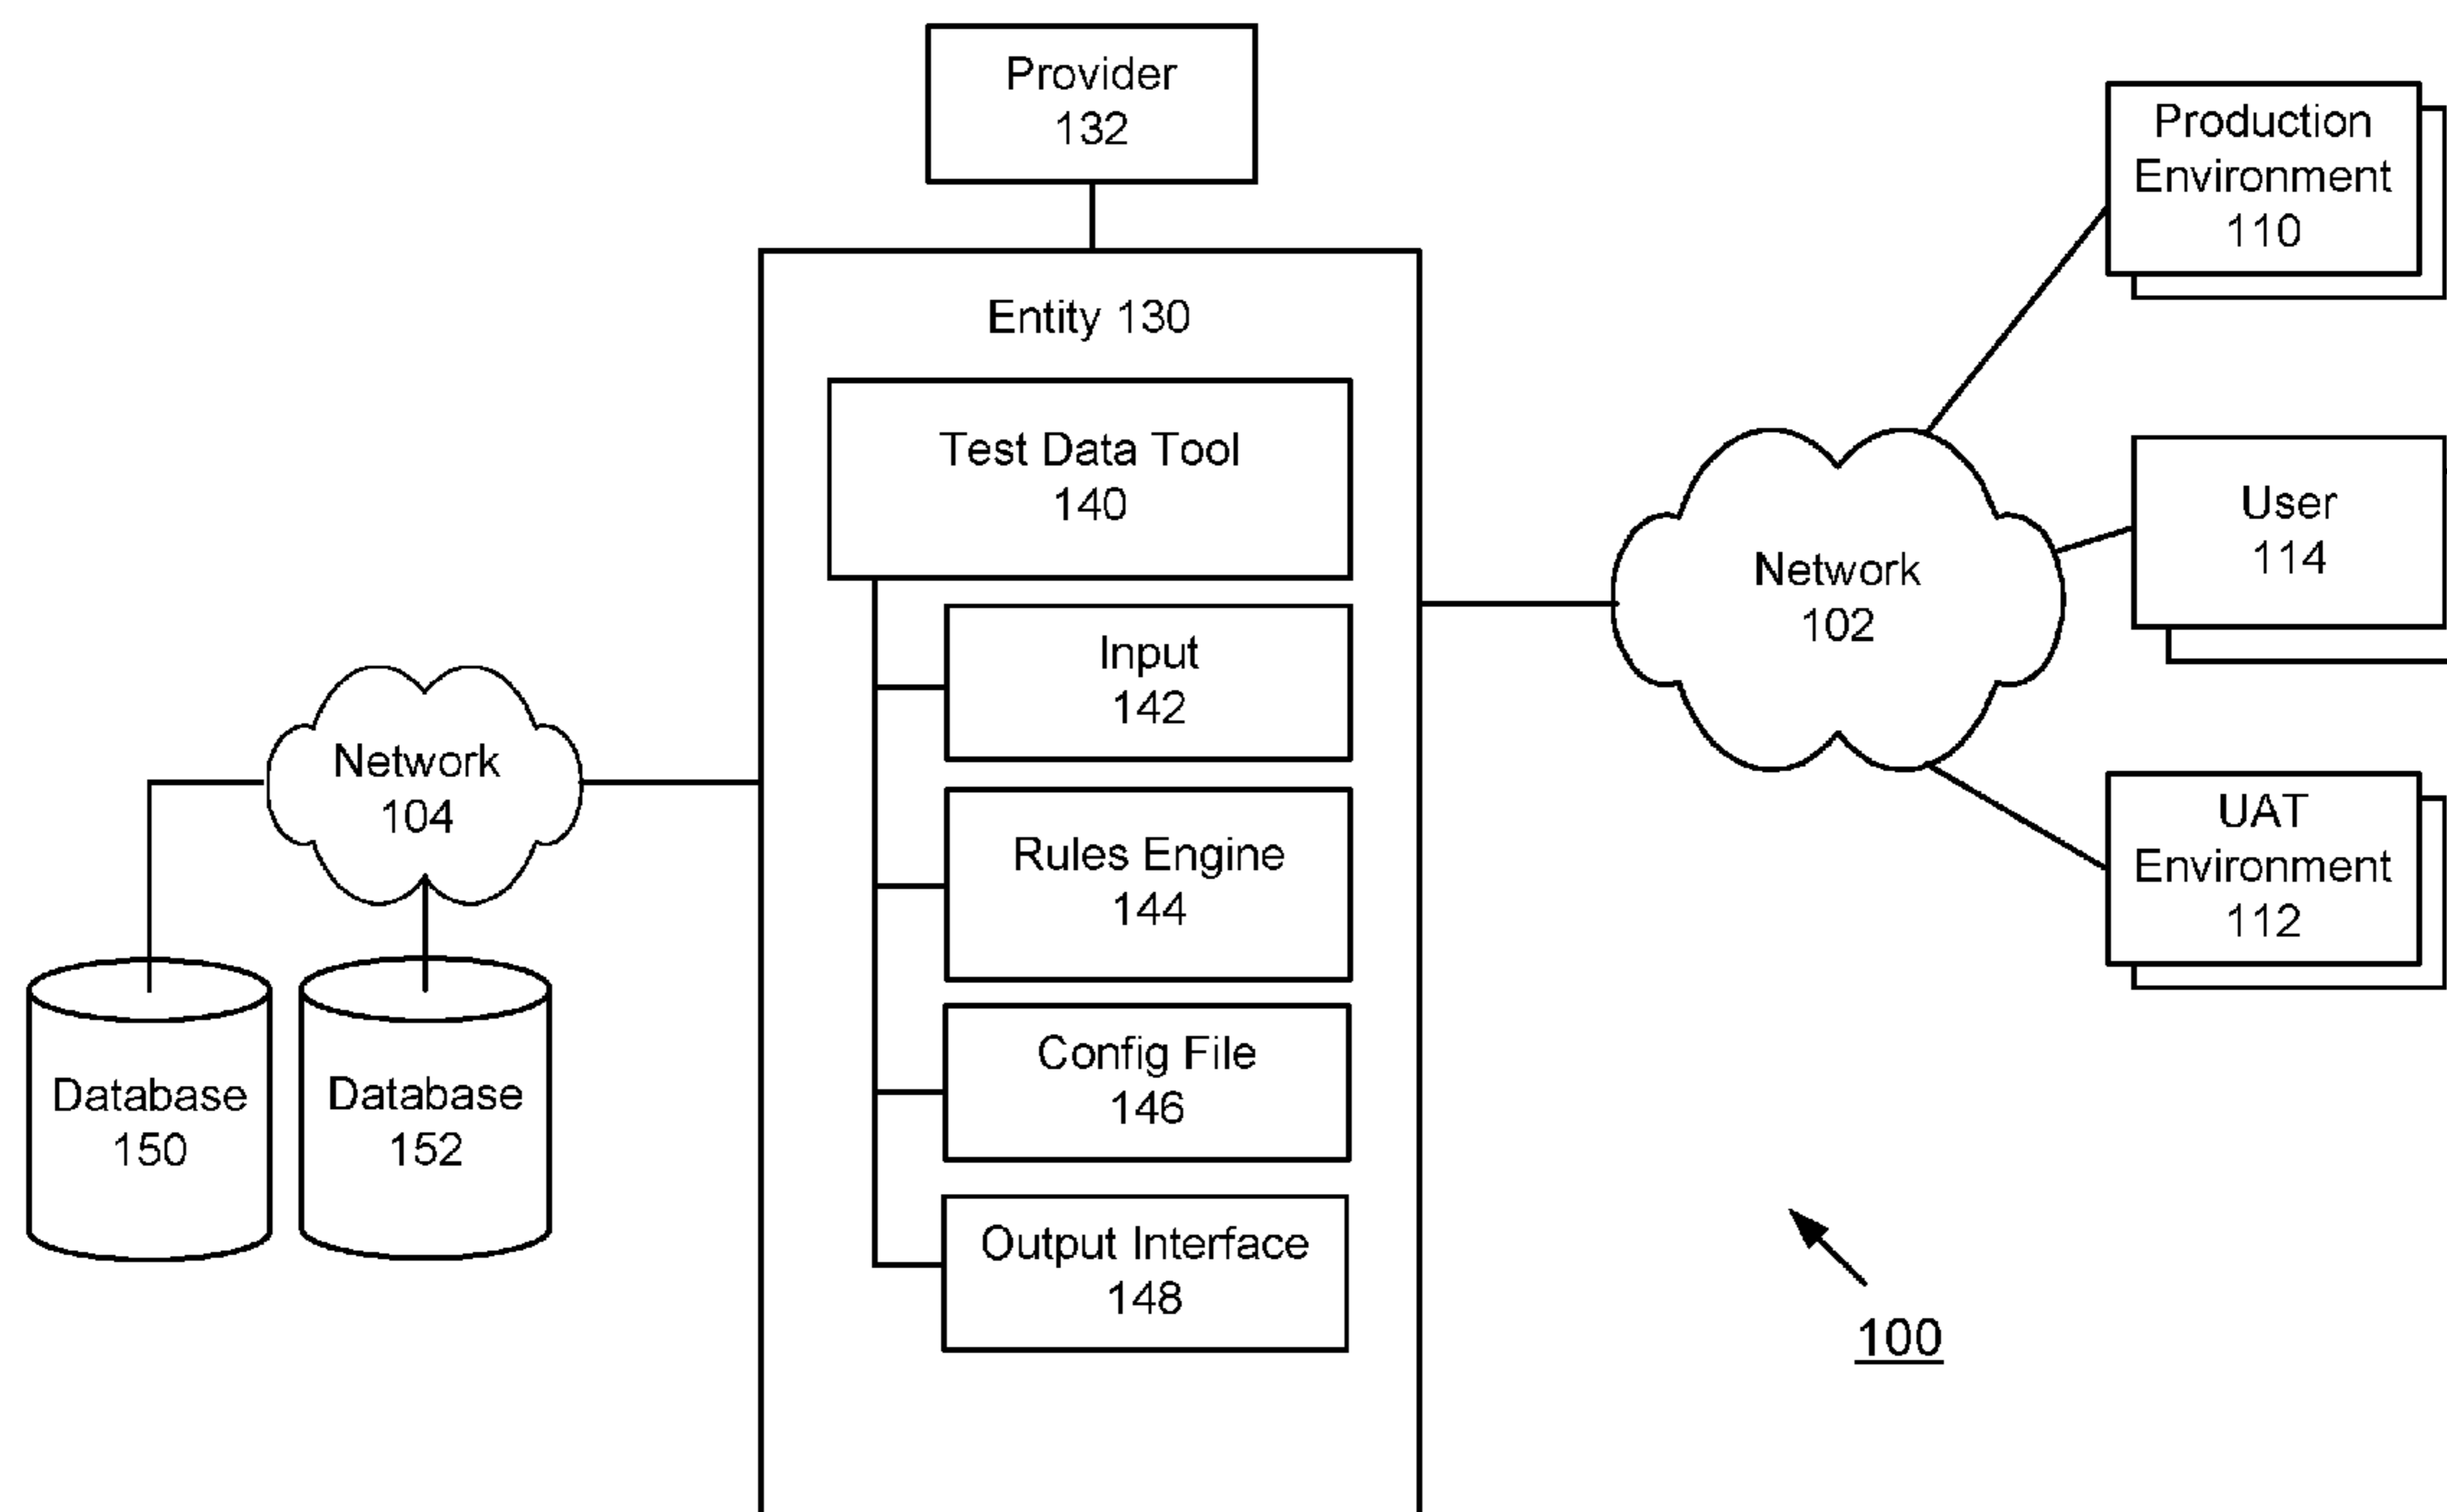 Provider
132
Entity 130
Test Data Tool
140
Input
142
Rules Engine
144
Config File
146
Output Interface
148
Network
104
Database
150
Database
152
Network
102
Production
Environment
110
User
114
UAT
Environment
112
100